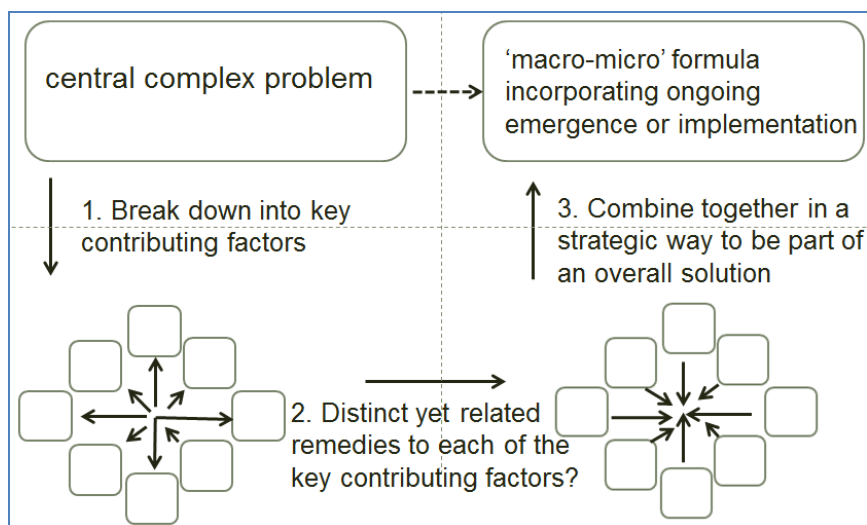 central complex problem
‘macro-micro’ formula
incorporating ongoing
emergence or implementation
1. Break down into key
contributing factors
3. Combine together in a
strategic way to be part of
an overall solution
2. Distinct yet related
remedies to each of the
key contributing factors?